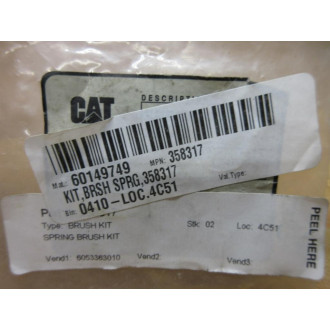 CAT
DESCRIPTI
M#: 60149749 MPN: 358317
KIT,BRSH SPRG,358317
Val.Type:
Bin: 0410-LOC.4C51
Type: BRUSH KIT Stk: 02 Loc: 4C51
SPRING BRUSH KIT
Vend1: 6053363010 Vend2: Vend3
PEEL HERE